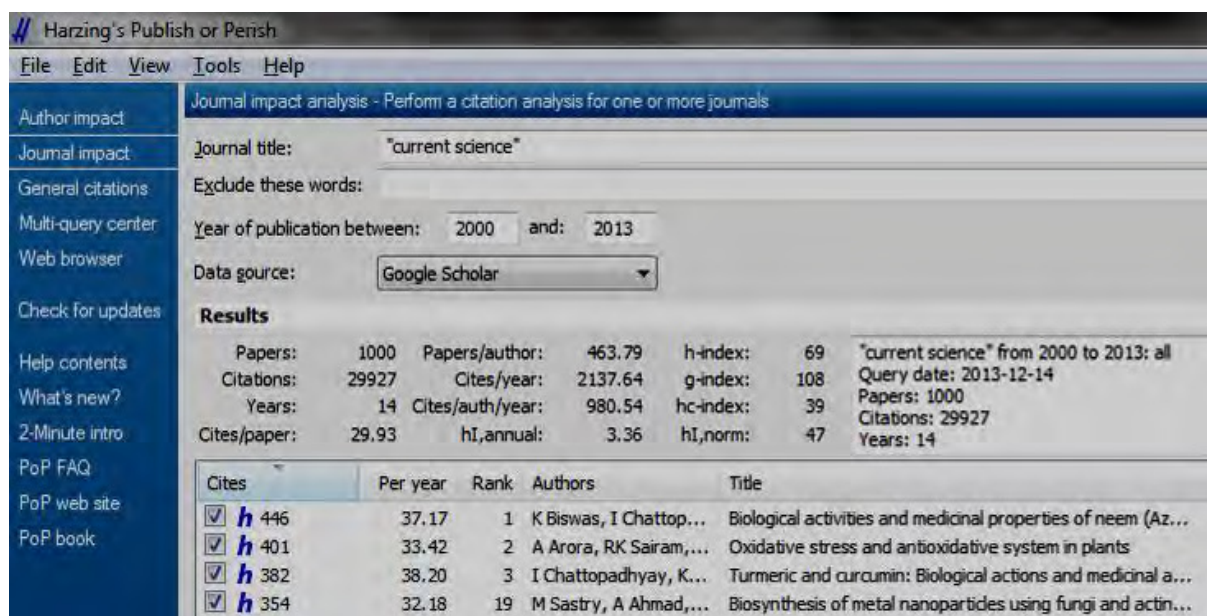 Harzing's Publish or Perish
File Edit View Tools Help
Author impact
Journal impact
General citations
Multi-query center
Web browser
Check for updates
Help contents
What's new?
2-Minute intro
PoP FAQ
PoP web site
PoP book
Journal impact analysis - Perform a citation analysis for one or more journals
Journal title: "current science"
Exclude these words:
Year of publication between: 2000 and: 2013
Data source: Google Scholar
Results
Papers: 1000 Papers/author: 463.79 h-index: 69
Citations: 29927 Cites/year: 2137.64 g-index: 108
Years: 14 Cites/auth/year: 980.54 hc-index: 39
Cites/paper: 29.93 hI,annual: 3.36 hI,norm: 47
"current science" from 2000 to 2013: all
Query date: 2013-12-14
Papers: 1000
Citations: 29927
Years: 14
Cites Per year Rank Authors Title
h 446 37.17 1 K Biswas, I Chattop... Biological activities and medicinal properties of neem (Az...
h 401 33.42 2 A Arora, RK Sairam,... Oxidative stress and antioxidative system in plants
h 382 38.20 3 I Chattopadhyay, K... Turmeric and curcumin: Biological actions and medicinal a...
h 354 32.18 19 M Sastry, A Ahmad,... Biosynthesis of metal nanoparticles using fungi and actin...